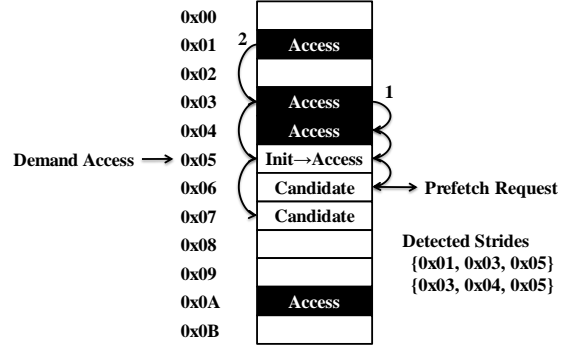 0x00
0x01 2 Access
0x02
0x03 Access 1
0x04 Access
Demand Access 0x05 Init→Access
0x06 Candidate Prefetch Request
0x07 Candidate
0x08 Detected Strides
{0x01, 0x03, 0x05}
0x09 {0x03, 0x04, 0x05}
0x0A Access
0x0B